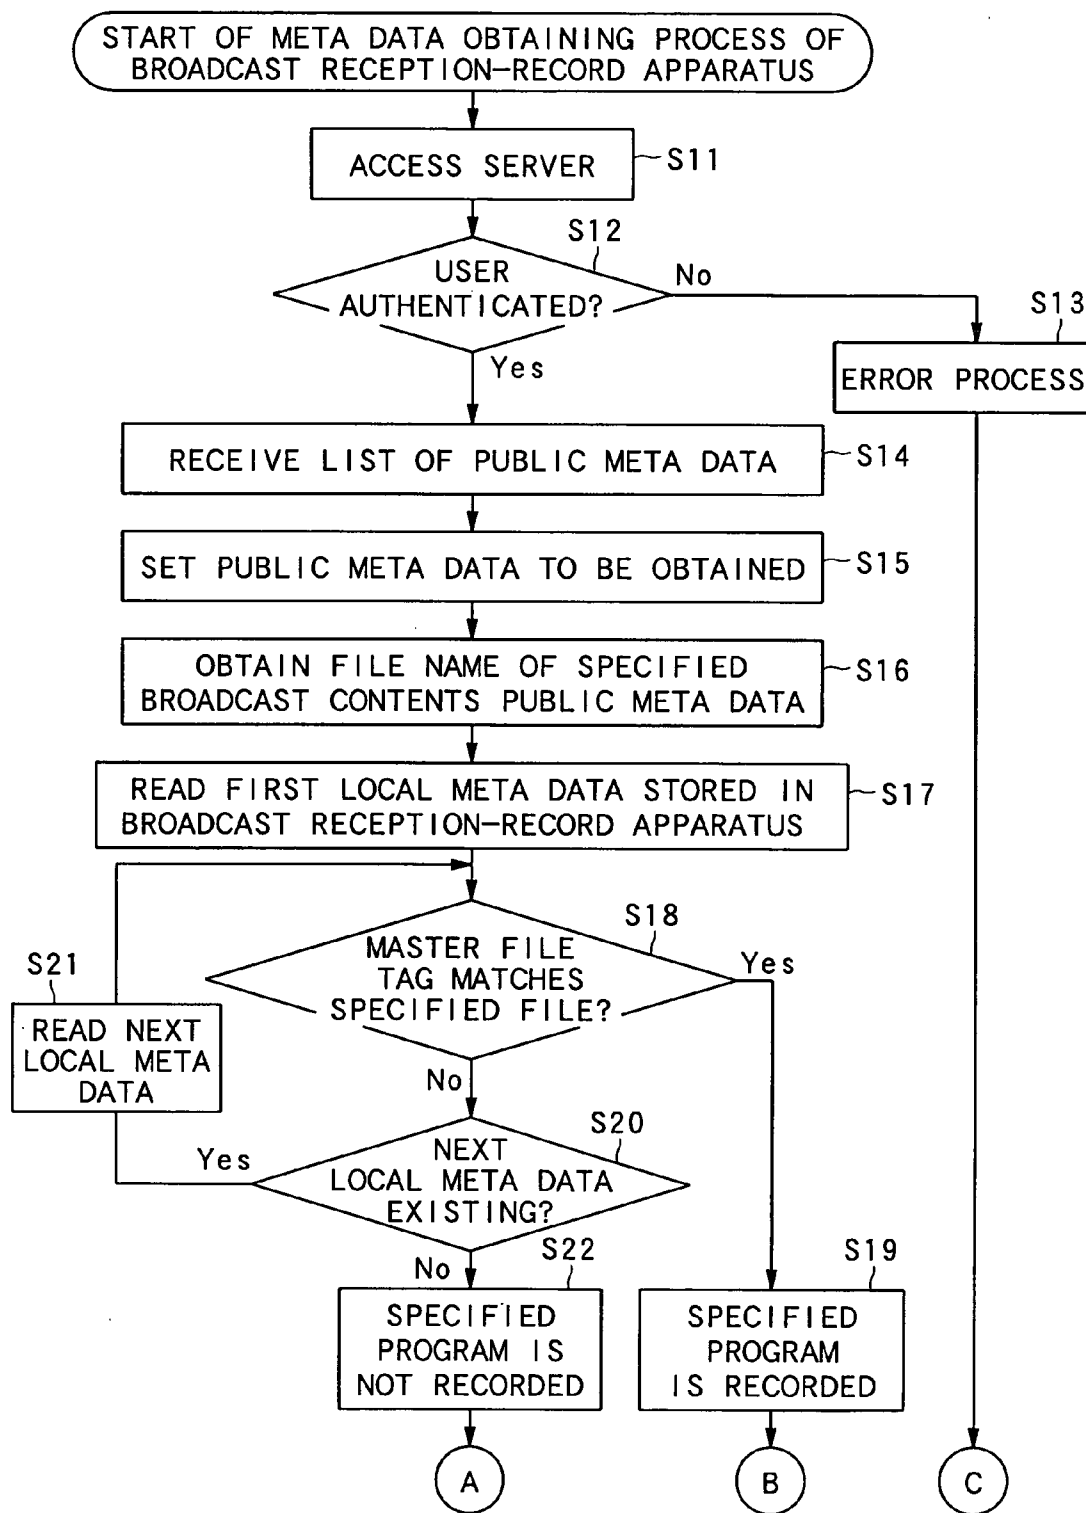 START OF META DATA OBTAINING PROCESS OF
BROADCAST RECEPTION-RECORD APPARATUS
ACCESS SERVER
S11
S12
USER
AUTHENTICATED?
No
Yes
S13
ERROR PROCESS
RECEIVE LIST OF PUBLIC META DATA
S14
SET PUBLIC META DATA TO BE OBTAINED
S15
OBTAIN FILE NAME OF SPECIFIED
BROADCAST CONTENTS PUBLIC META DATA
S16
READ FIRST LOCAL META DATA STORED IN
BROADCAST RECEPTION-RECORD APPARATUS
S17
S18
MASTER FILE
TAG MATCHES
SPECIFIED FILE?
Yes
No
S21
READ NEXT
LOCAL META
DATA
S20
NEXT
LOCAL META DATA
EXISTING?
Yes
No
S22
SPECIFIED
PROGRAM IS
NOT RECORDED
S19
SPECIFIED
PROGRAM
IS RECORDED
A
B
C